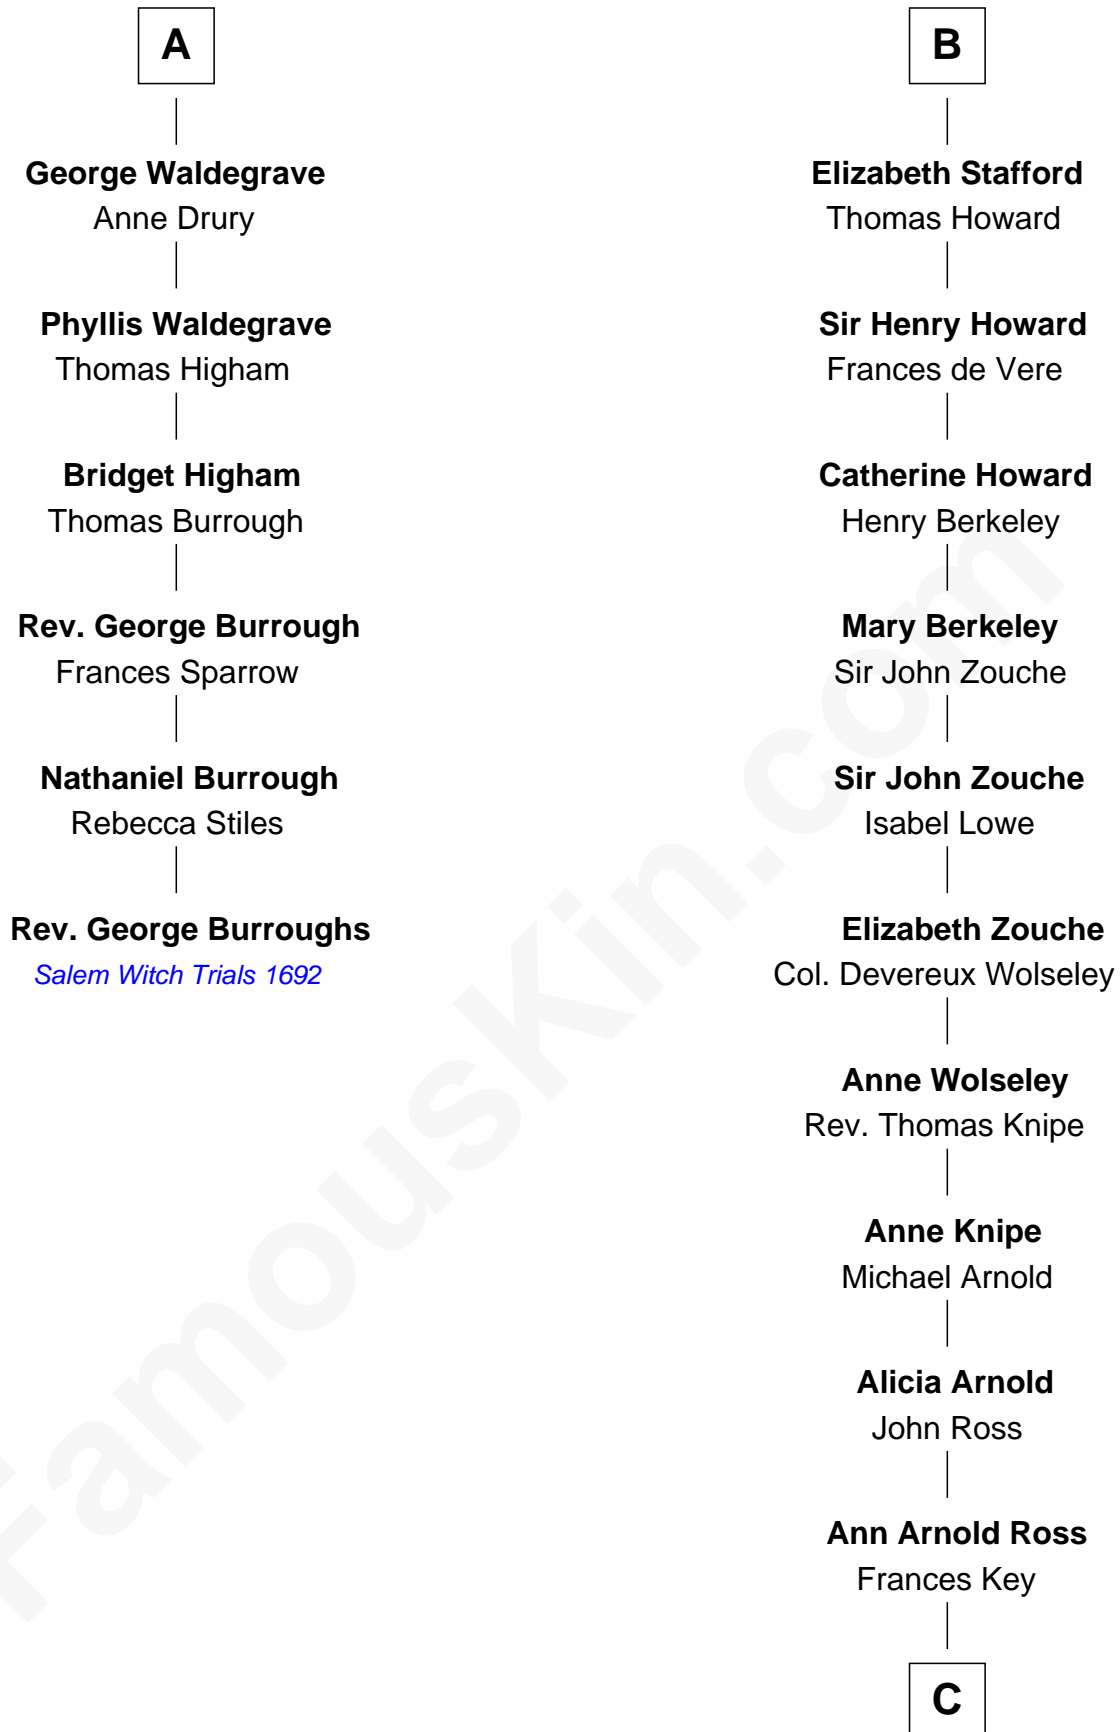 A
George Waldegrave
Anne Drury
Phyllis Waldegrave
Thomas Higham
Bridget Higham
Thomas Burrough
Rev. George Burrough
Frances Sparrow
Nathaniel Burrough
Rebecca Stiles
Rev. George Burroughs
Salem Witch Trials 1692
B
Elizabeth Stafford
Thomas Howard
Sir Henry Howard
Frances de Vere
Catherine Howard
Henry Berkeley
Mary Berkeley
Sir John Zouche
Sir John Zouche
Isabel Lowe
Elizabeth Zouche
Col. Devereux Wolseley
Anne Wolseley
Rev. Thomas Knipe
Anne Knipe
Michael Arnold
Alicia Arnold
John Ross
Ann Arnold Ross
Frances Key
C
FamousKin.com